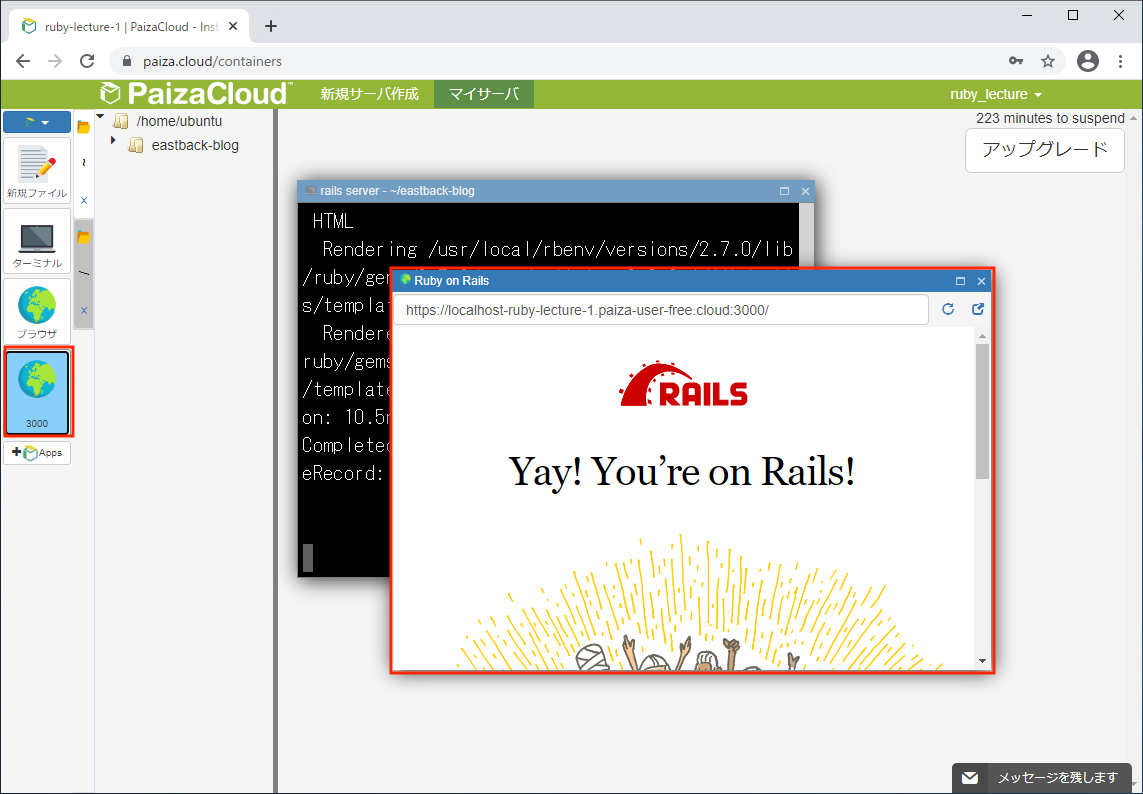 ruby-lecture-1 | PaizaCloud - Inst
paiza.cloud/containers
PaizaCloud
新規サーバ作成
マイサーバ
ruby_lecture
223 minutes to suspend
アップグレード
/home/ubuntu
eastback-blog
新規ファイル
ターミナル
ブラウザ
3000
Apps
~
/
rails server - ~/eastback-blog
HTML
Rendering /usr/local/rbenv/versions/2.7.0/lib
/ruby/gem
s/templat
Rendere
ruby/gems
/template
on: 10.5m
Completed
eRecord:
Ruby on Rails
https://localhost-ruby-lecture-1.paiza-user-free.cloud:3000/
RAILS
Yay! You’re on Rails!
メッセージを残します